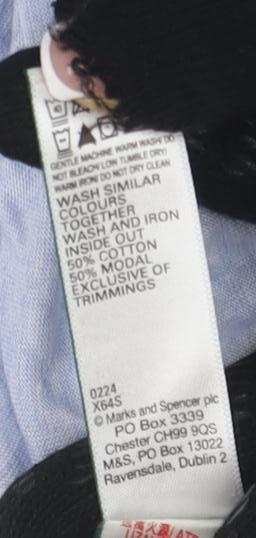 40
GENTLE MACHINE WARM WASH/ DO
NOT BLEACH/ LOW TUMBLE DRY/
WARM IRON/ DO NOT DRY CLEAN
WASH SIMILAR
COLOURS
TOGETHER
WASH AND IRON
INSIDE OUT
50% COTTON
50% MODAL
EXCLUSIVE OF
TRIMMINGS
0224
X64S
© Marks and Spencer plc
PO Box 3339
Chester CH99 9QS
M&S, PO Box 13022
Ravensdale, Dublin 2